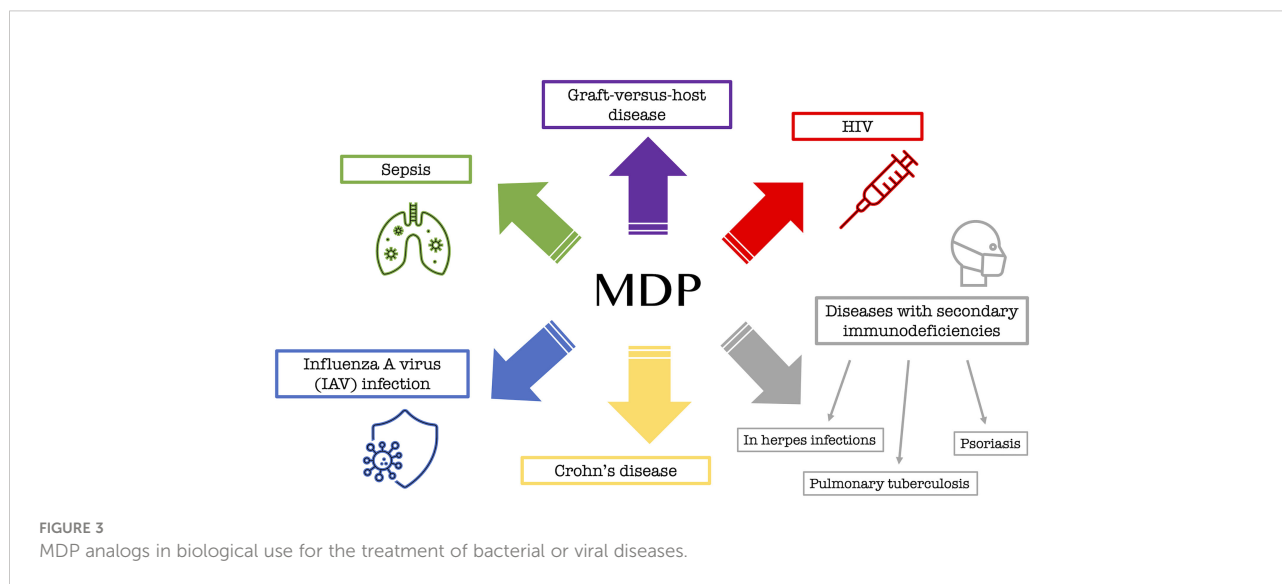 Graft-versus-host
disease
HIV
Sepsis
MDP
Diseases with secondary
immunodeficiencies
Influenza A virus
(IAV) infection
In herpes infections
Psoriasis
Crohn's disease
Pulmonary tuberculosis
FIGURE 3
MDP analogs in biological use for the treatment of bacterial or viral diseases.